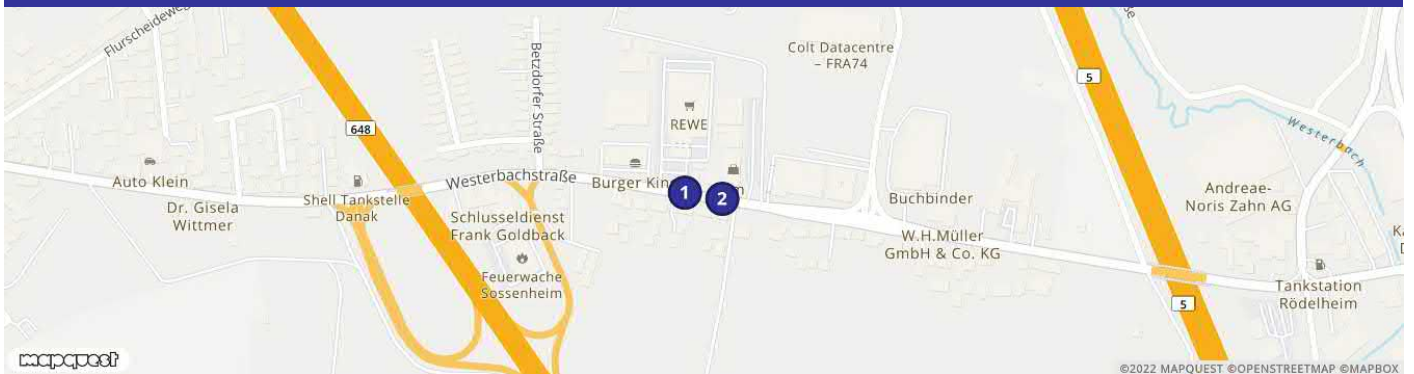 Flurscheideweg
648
Betzdorfer Straße
Colt Datacentre
– FRA74
REWE
5
Westerbach
Auto Klein
Dr. Gisela
Wittmer
Shell Tankstelle
Danak
Westerbachstraße
Burger Kin
1
2
Schlusseldienst
Frank Goldback
Feuerwache
Sossenheim
Buchbinder
W.H.Müller
GmbH & Co. KG
Andreae-
Noris Zahn AG
5
Tankstation
Rödelheim
mapquest
©2022 MAPQUEST ©OPENSTREETMAP ©MAPBOX